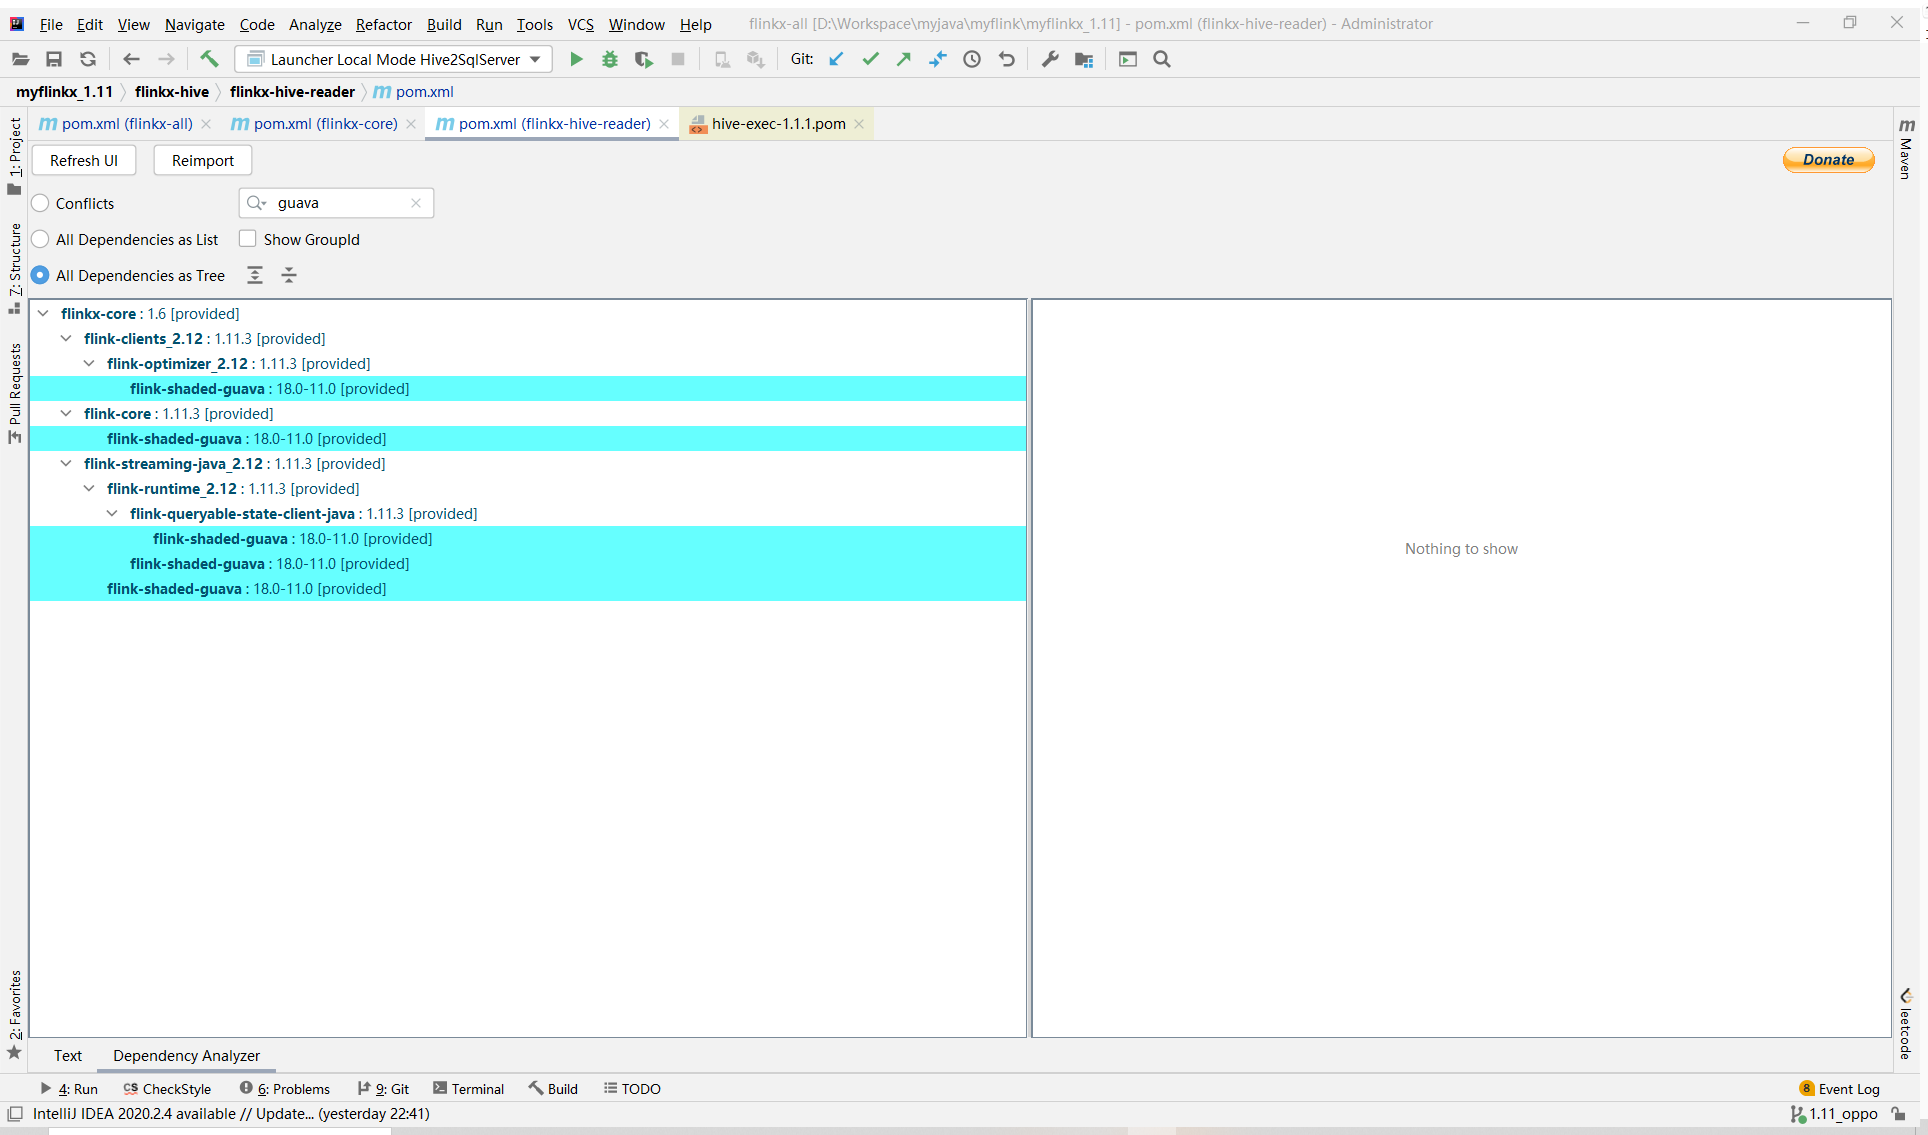 File Edit View Navigate Code Analyze Refactor Build Run Tools VCS Window Help flinkx-all [D:\Workspace\myjava\myflink\myflinkx_1.11] - pom.xml (flinkx-hive-reader) - Administrator
Launcher Local Mode Hive2SqlServer Git:
myflinkx_1.11 flinkx-hive flinkx-hive-reader m pom.xml
m pom.xml (flinkx-all) m pom.xml (flinkx-core) m pom.xml (flinkx-hive-reader) hive-exec-1.1.1.pom
Refresh UI Reimport Donate
Conflicts guava
All Dependencies as List Show GroupId
All Dependencies as Tree
flinkx-core : 1.6 [provided]
flink-clients_2.12 : 1.11.3 [provided]
flink-optimizer_2.12 : 1.11.3 [provided]
flink-shaded-guava : 18.0-11.0 [provided]
flink-core : 1.11.3 [provided]
flink-shaded-guava : 18.0-11.0 [provided]
flink-streaming-java_2.12 : 1.11.3 [provided]
flink-runtime_2.12 : 1.11.3 [provided]
flink-queryable-state-client-java : 1.11.3 [provided]
flink-shaded-guava : 18.0-11.0 [provided]
flink-shaded-guava : 18.0-11.0 [provided]
flink-shaded-guava : 18.0-11.0 [provided]
Nothing to show
1: Project
7: Structure
Pull Requests
2: Favorites
m Maven
leetcode
Text Dependency Analyzer
4: Run CS CheckStyle 6: Problems 9: Git Terminal Build TODO 8 Event Log
IntelliJ IDEA 2020.2.4 available // Update... (yesterday 22:41) 1.11_oppo